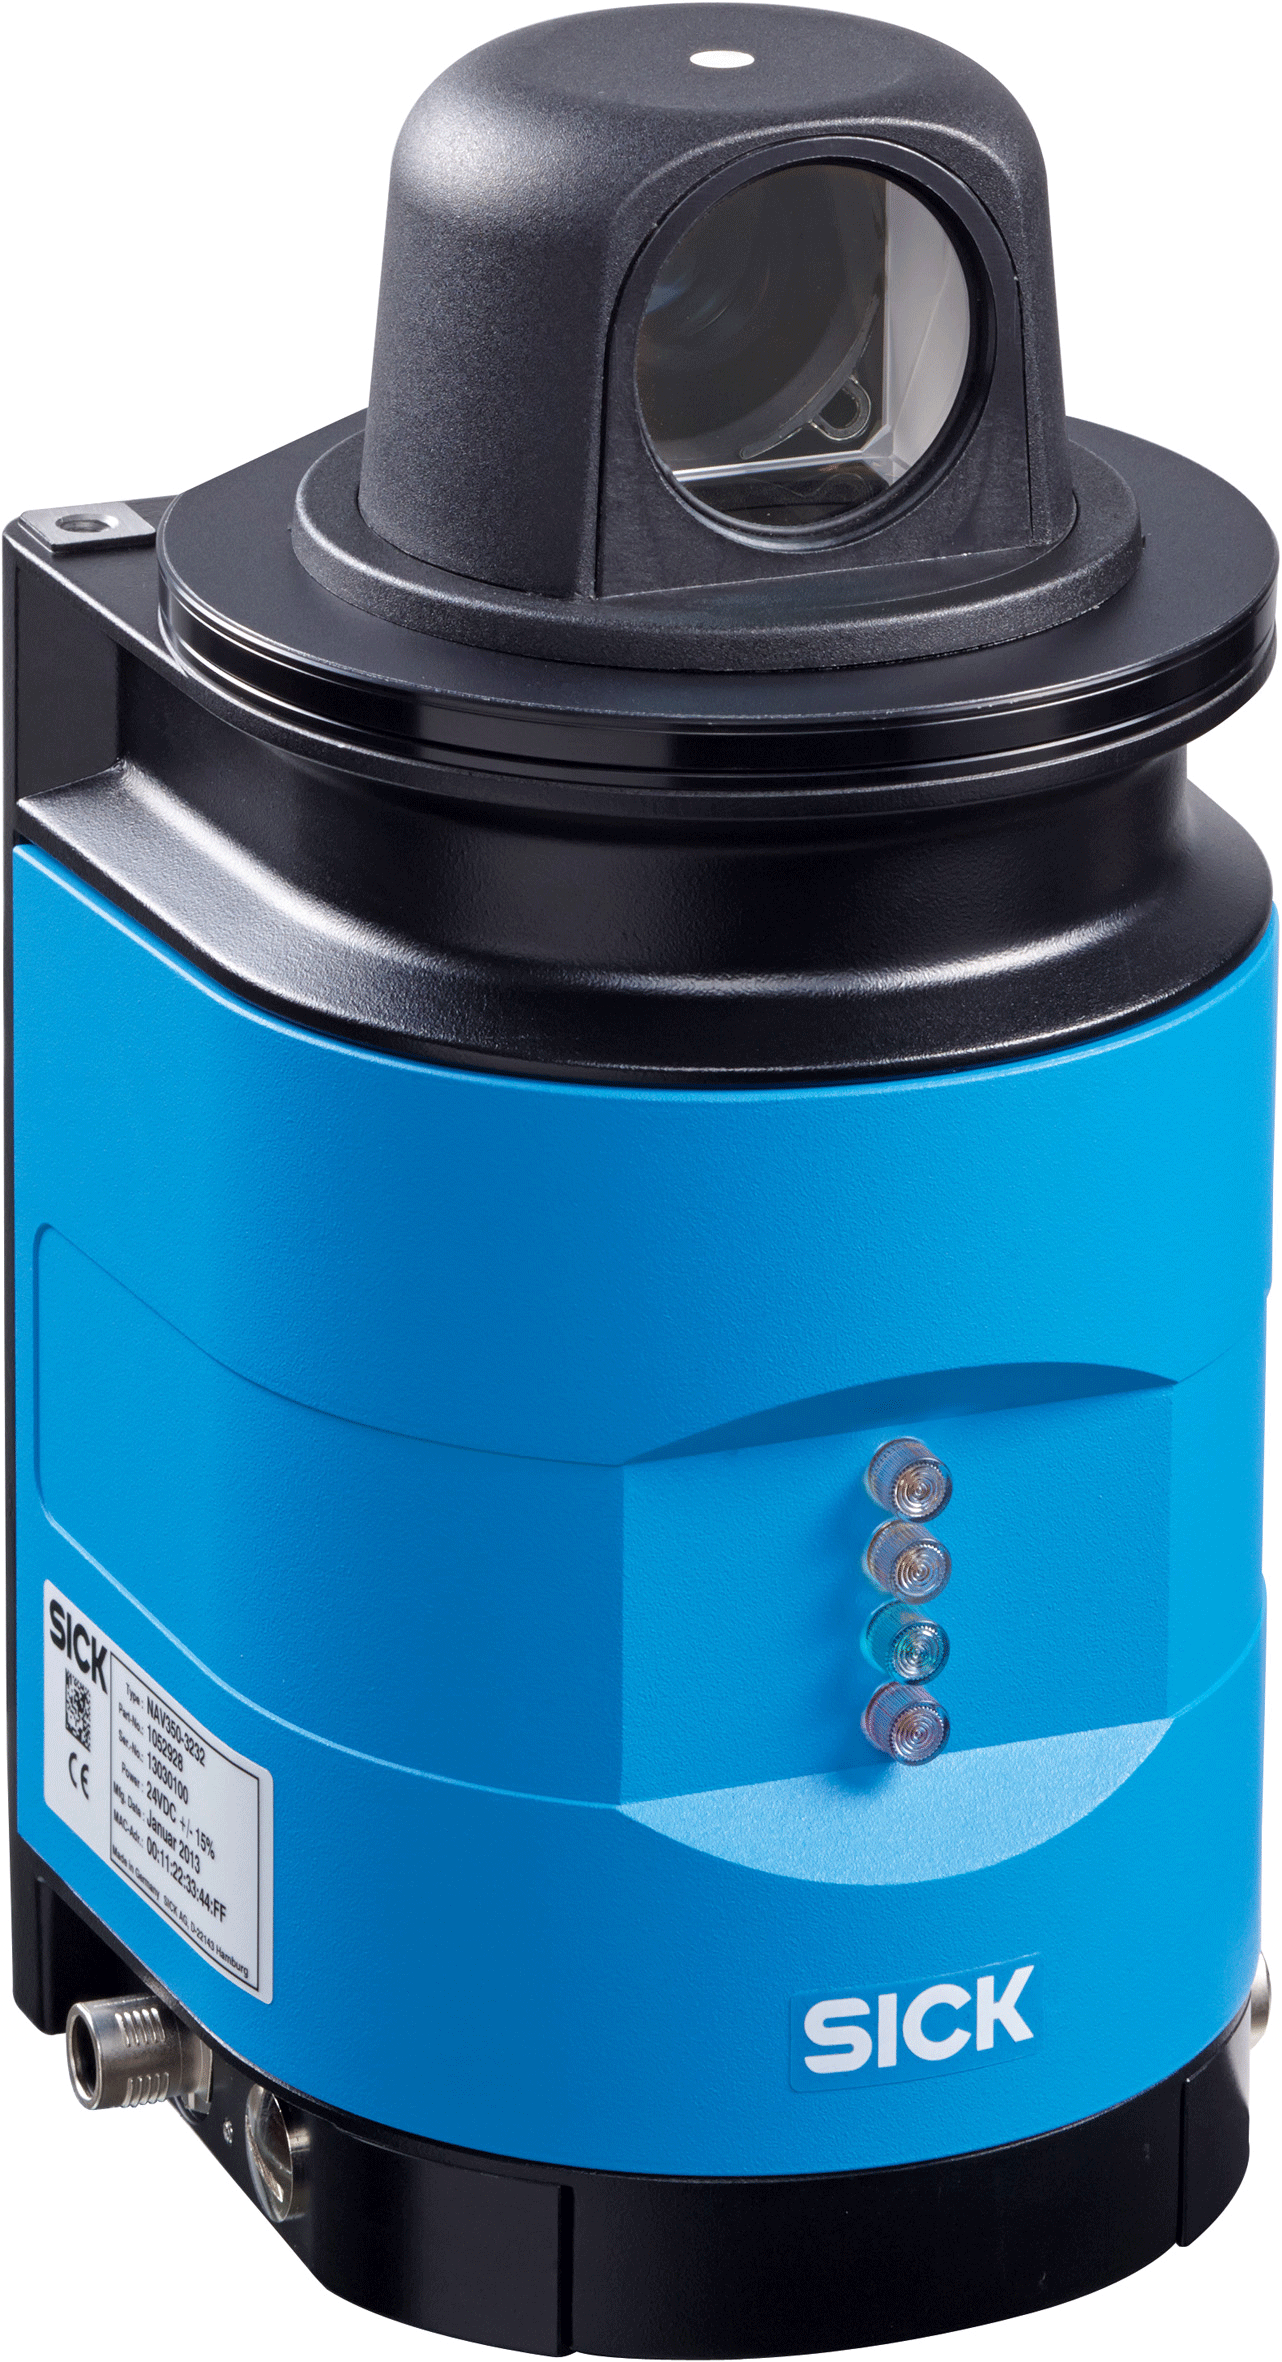 SICK
Type: NAV350-3232
Part-No.: 1052928
Ser.-No.: 13030100
Power: 24VDC +/- 15%
Mfg. Date: Januar 2013
MAC-Adr.: 00:11:22:33:44:FF
Made in Germany SICK AG, D-22143 Hamburg
CE
SICK